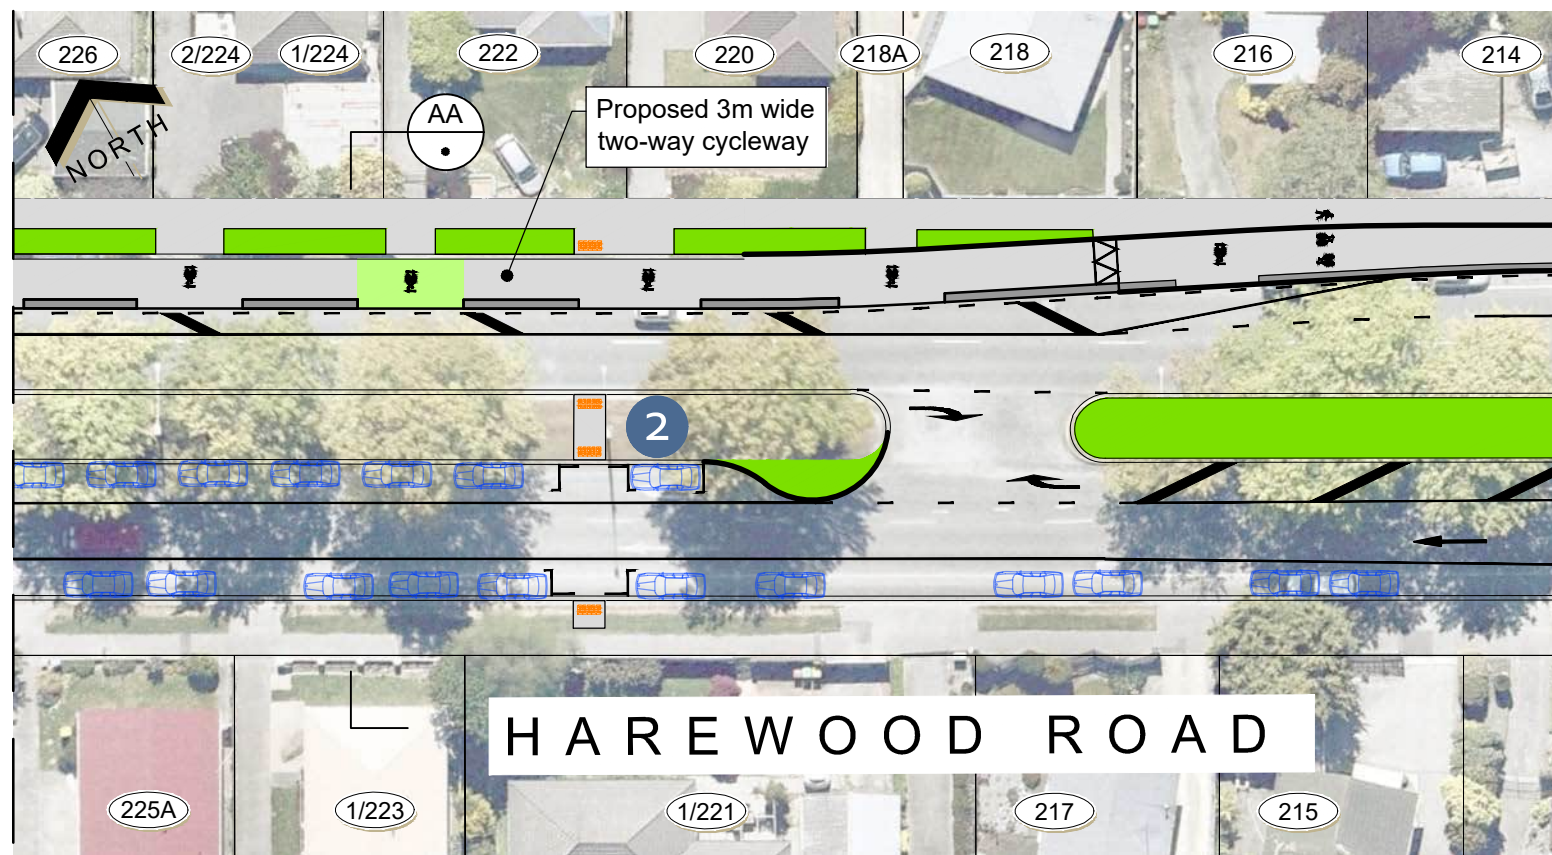 226
2/224
1/224
222
220
218A
218
216
214
NORTH
AA
Proposed 3m wide
two-way cycleway
2
HAREWOOD ROAD
225A
1/223
1/221
217
215